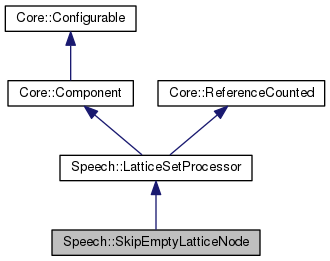 Core::Configurable
Core::Component
Core::ReferenceCounted
Speech::LatticeSetProcessor
Speech::SkipEmptyLatticeNode